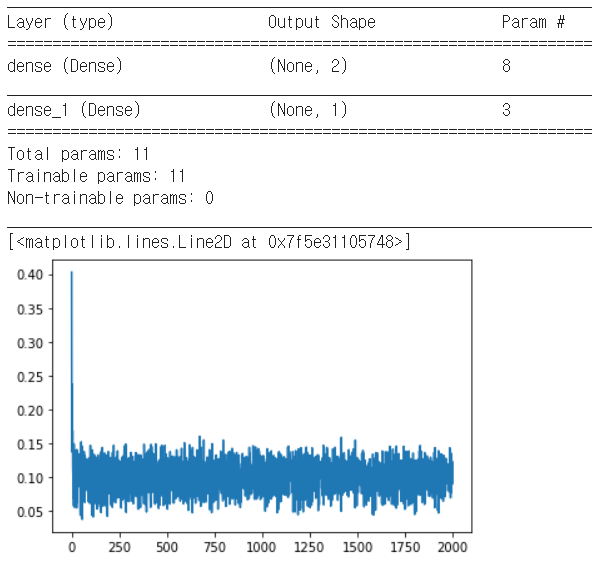 Layer (type) Output Shape Param #
dense (Dense) (None, 2) 8
dense_1 (Dense) (None, 1) 3
Total params: 11
Trainable params: 11
Non-trainable params: 0
[<matplotlib.lines.Line2D at 0x7f5e31105748>]
0.40
0.35
0.30
0.25
0.20
0.15
0.10
0.05
0 250 500 750 1000 1250 1500 1750 2000